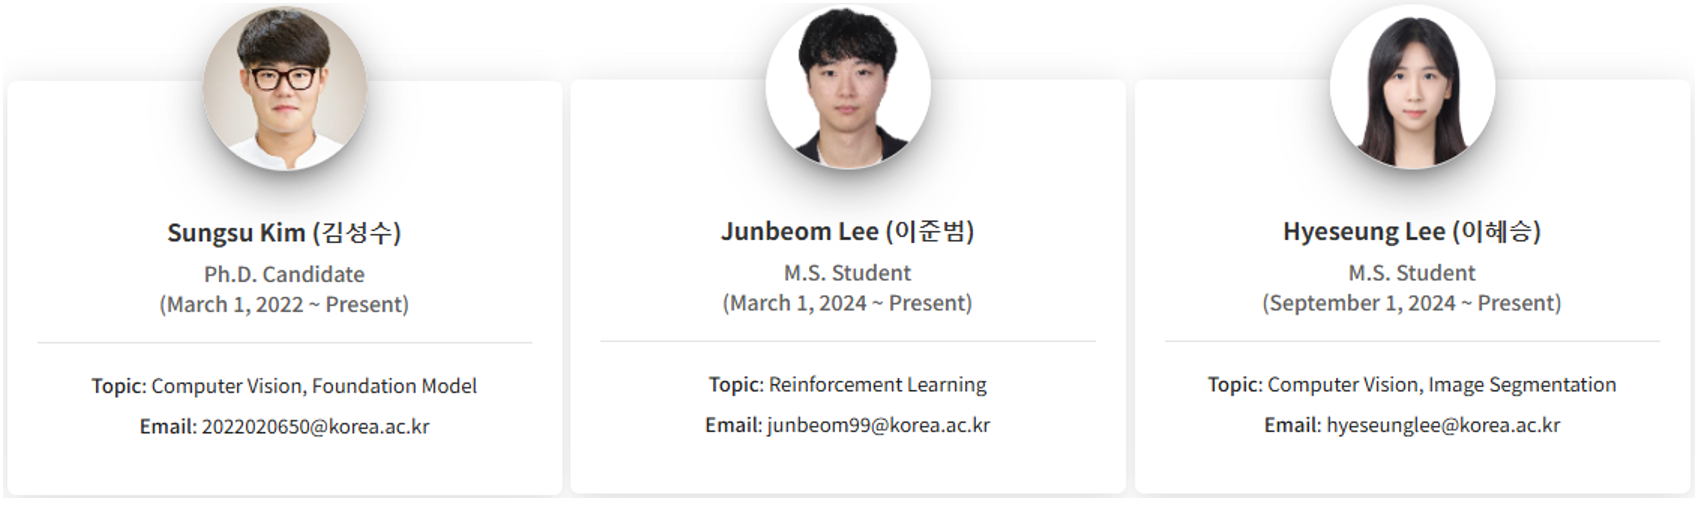 Sungsu Kim (김성수)
Ph.D. Candidate
(March 1, 2022 ~ Present)
Topic: Computer Vision, Foundation Model
Email: 2022020650@korea.ac.kr
Junbeom Lee (이준범)
M.S. Student
(March 1, 2024 ~ Present)
Topic: Reinforcement Learning
Email: junbeom99@korea.ac.kr
Hyeseung Lee (이혜승)
M.S. Student
(September 1, 2024 ~ Present)
Topic: Computer Vision, Image Segmentation
Email: hyeseunglee@korea.ac.kr